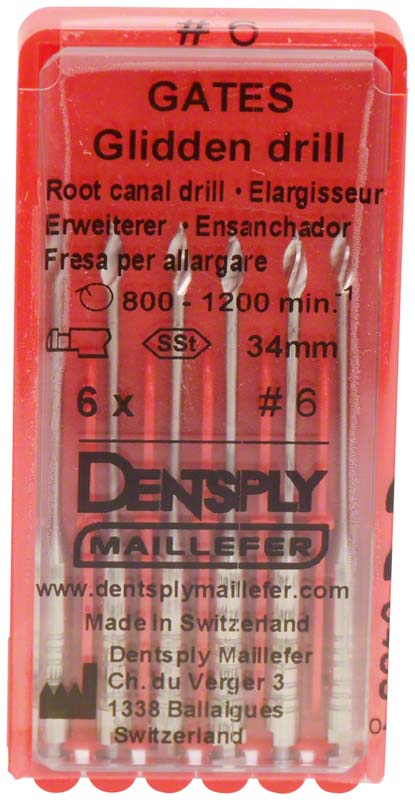 # 6
GATES
Glidden drill
Root canal drill · Elargisseur
Erweiterer · Ensanchador
Fresa per allargare
800 - 1200 min.-1
SSt 34mm
6 x # 6
DENTSPLY
MAILLEFER
www.dentsplymaillefer.com
Made in Switzerland
Dentsply Maillefer
Ch. du Verger 3
1338 Ballaigues
Switzerland